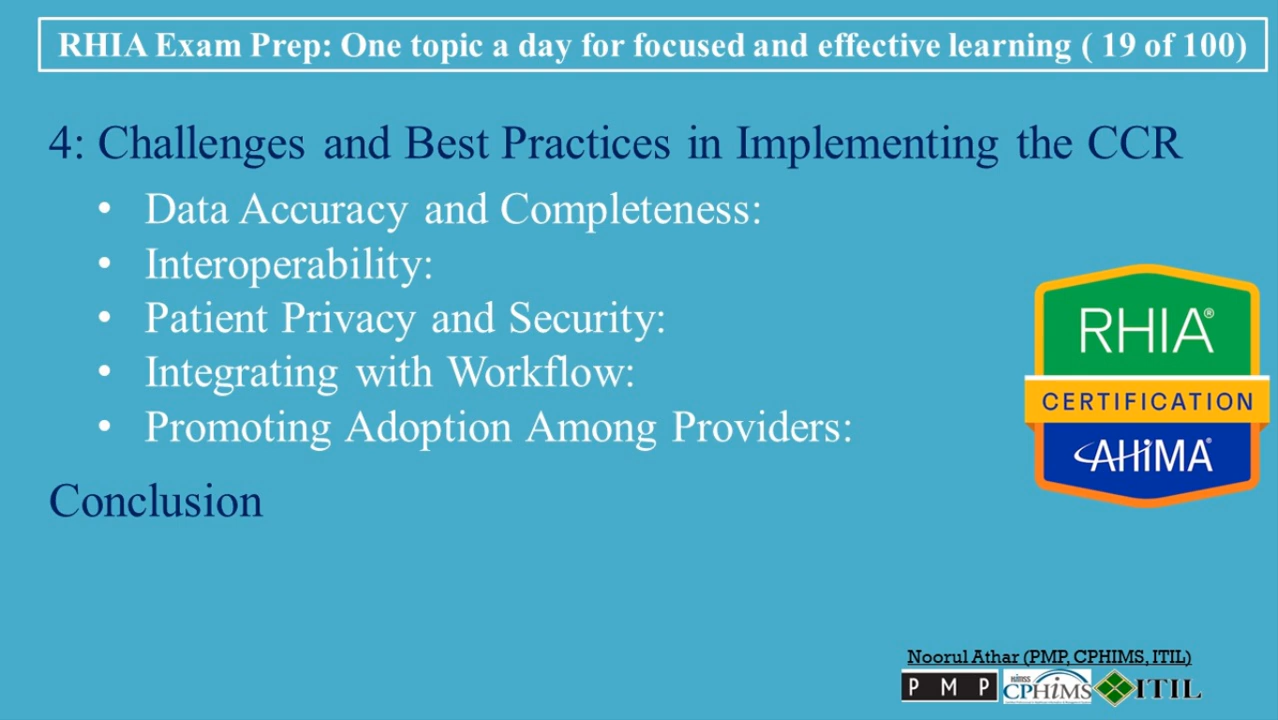 RHIA Exam Prep: One topic a day for focused and effective learning ( 19 of 100)
4: Challenges and Best Practices in Implementing the CCR
• Data Accuracy and Completeness:
• Interoperability:
• Patient Privacy and Security:
• Integrating with Workflow:
• Promoting Adoption Among Providers:
RHIA®
CERTIFICATION
AHiMA®
Conclusion
Noorul Athar (PMP, CPHIMS, ITIL)
PMP
himss
CPHiMS
ITIL